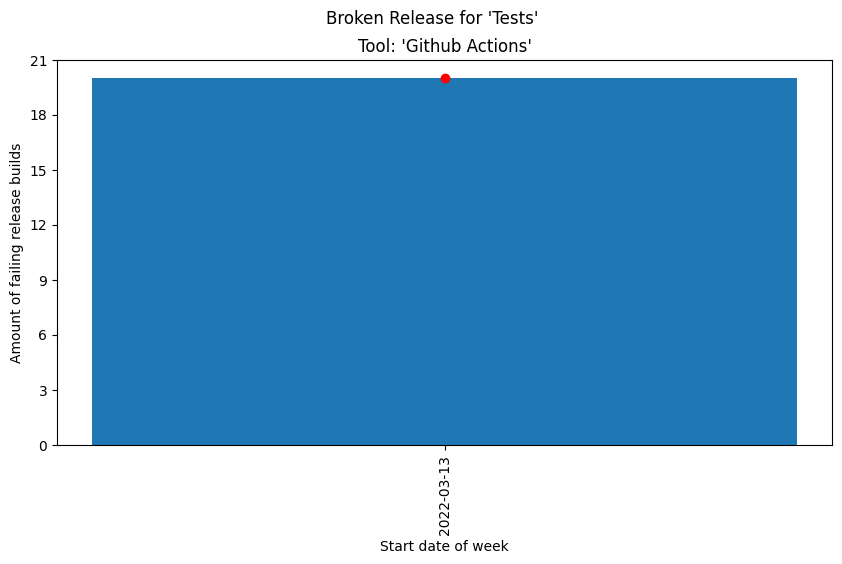 Broken Release for 'Tests'
Tool: 'Github Actions'
21
18
15
12
9
6
3
0
Amount of failing release builds
2022-03-13
Start date of week